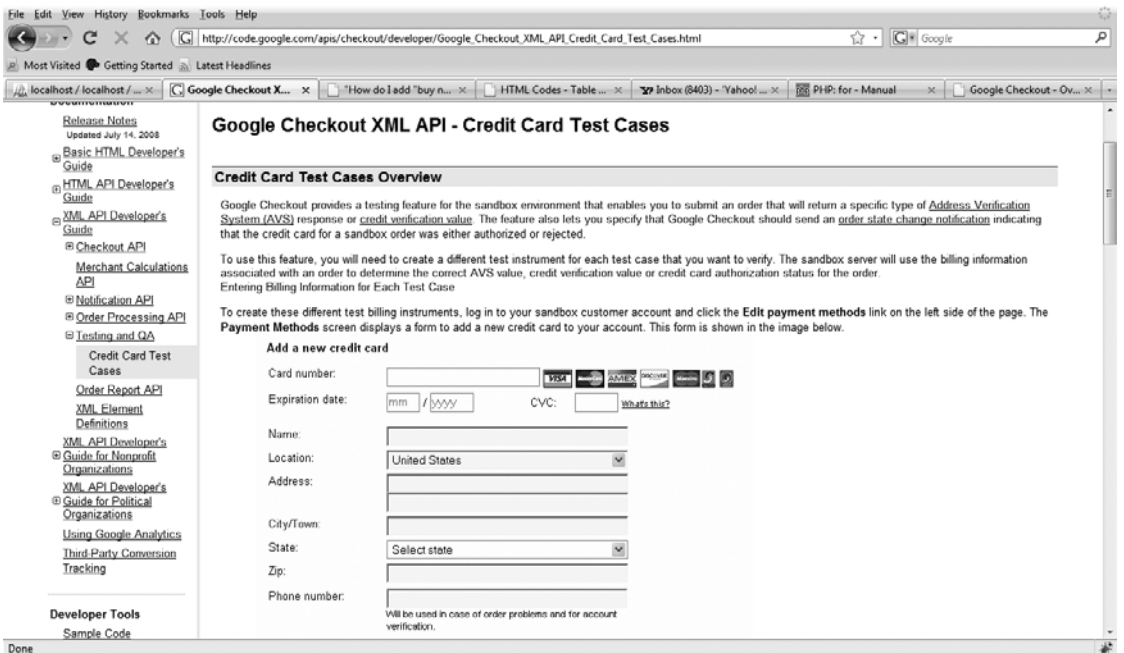 File Edit View History Bookmarks Tools Help
http://code.google.com/apis/checkout/developer/Google_Checkout_XML_API_Credit_Card_Test_Cases.html
Google
Most Visited Getting Started Latest Headlines
localhost / localhost / ... Google Checkout X... "How do I add "buy n... HTML Codes - Table ... Inbox (8403) - 'Yahoo! ... PHP: for - Manual Google Checkout - Ov...
Documentation
Release Notes
Updated July 14, 2008
Basic HTML Developer's
Guide
HTML API Developer's
Guide
XML API Developer's
Guide
Checkout API
Merchant Calculations
API
Notification API
Order Processing API
Testing and QA
Credit Card Test
Cases
Order Report API
XML Element
Definitions
XML API Developer's
Guide for Nonprofit
Organizations
XML API Developer's
Guide for Political
Organizations
Using Google Analytics
Third-Party Conversion
Tracking
Developer Tools
Sample Code
Google Checkout XML API - Credit Card Test Cases
Credit Card Test Cases Overview
Google Checkout provides a testing feature for the sandbox environment that enables you to submit an order that will return a specific type of Address Verification
System (AVS) response or credit verification value. The feature also lets you specify that Google Checkout should send an order state change notification indicating
that the credit card for a sandbox order was either authorized or rejected.
To use this feature, you will need to create a different test instrument for each test case that you want to verify. The sandbox server will use the billing information
associated with an order to determine the correct AVS value, credit verification value or credit card authorization status for the order.
Entering Billing Information for Each Test Case
To create these different test billing instruments, log in to your sandbox customer account and click the Edit payment methods link on the left side of the page. The
Payment Methods screen displays a form to add a new credit card to your account. This form is shown in the image below.
Add a new credit card
Card number: VISA MasterCard AMEX DISCOVER Maestro
Expiration date: mm / yyyy CVC: What's this?
Name:
Location: United States
Address:
City/Town:
State: Select state
Zip:
Phone number:
Will be used in case of order problems and for account
verification.
Done